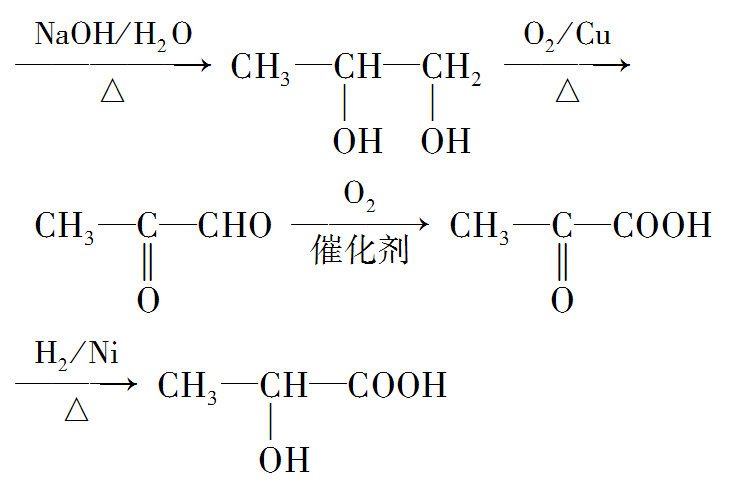 NaOH/H₂O
△
CH₃—CH—CH₂
OH OH
O₂/Cu
△
CH₃—C—CHO
O
O₂
催化剂
CH₃—C—COOH
O
H₂/Ni
△
CH₃—CH—COOH
OH